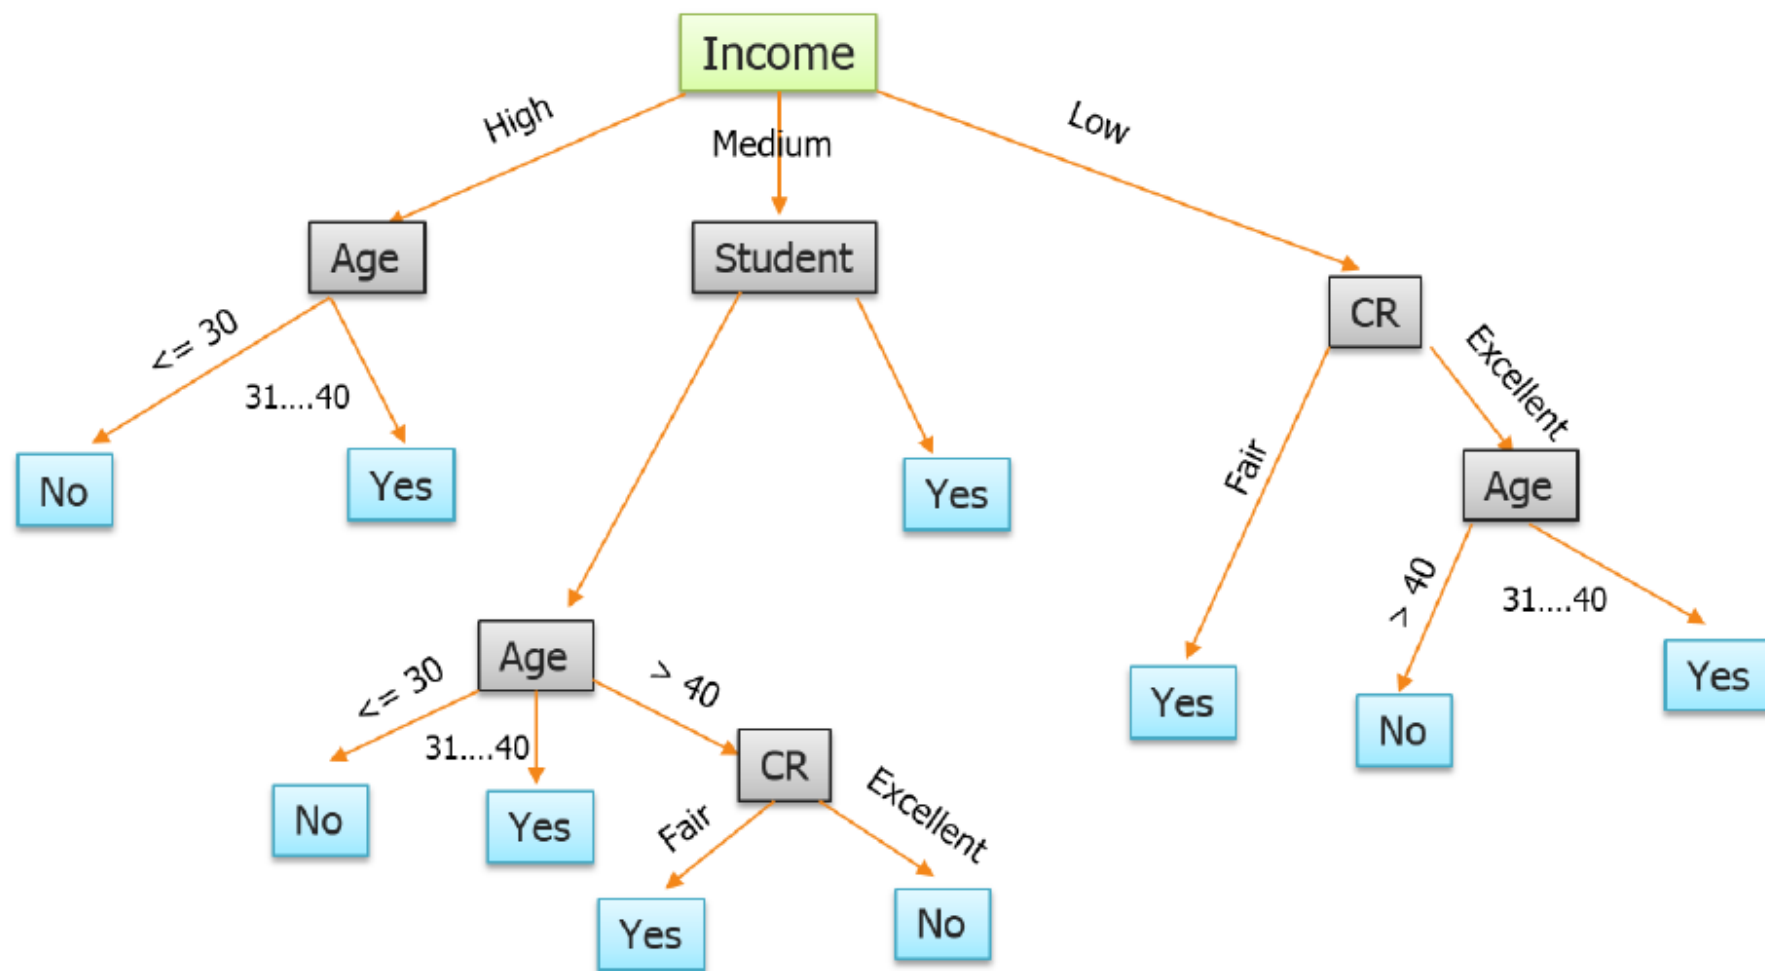 Income
High
Medium
Low
Age
Student
CR
<= 30
31....40
Excellent
Fair
No
Yes
Yes
Age
> 40
31....40
Age
<= 30
31....40
> 40
Yes
No
Yes
CR
No
Yes
Fair
Excellent
Yes
No